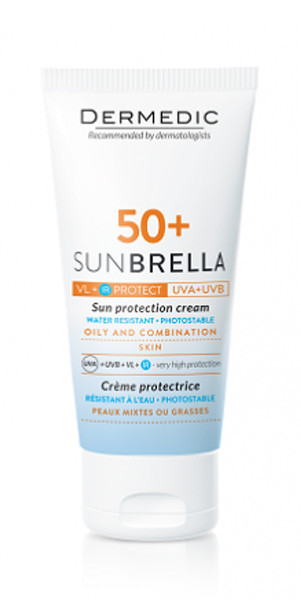 DERMEDIC
Recommended by dermatologists
50+
SUNBRELLA
VL + IR PROTECT UVA+UVB
Sun protection cream
WATER RESISTANT • PHOTOSTABLE
OILY AND COMBINATION
SKIN
UVA + UVB + VL + IR - very high protection
Crème protectrice
RÉSISTANT À L'EAU • PHOTOSTABLE
PEAUX MIXTES OU GRASSES